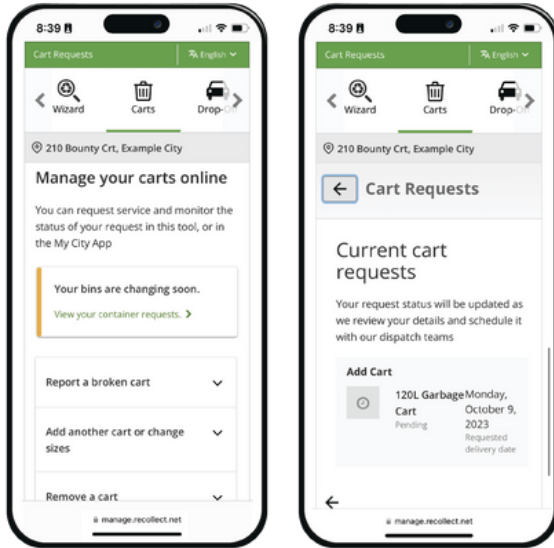 8:39
Cart Requests
English
Wizard
Carts
Drop-Off
210 Bounty Crt, Example City
Manage your carts online
You can request service and monitor the
status of your request in this tool, or in
the My City App
Your bins are changing soon.
View your container requests.
Report a broken cart
Add another cart or change
sizes
Remove a cart
manage.recollect.net
8:39
Cart Requests
English
Wizard
Carts
Drop-Off
210 Bounty Crt, Example City
Cart Requests
Current cart
requests
Your request status will be updated as
we review your details and schedule it
with our dispatch teams
Add Cart
120L Garbage
Cart
Pending
Monday,
October 9,
2023
Requested
delivery date
manage.recollect.net